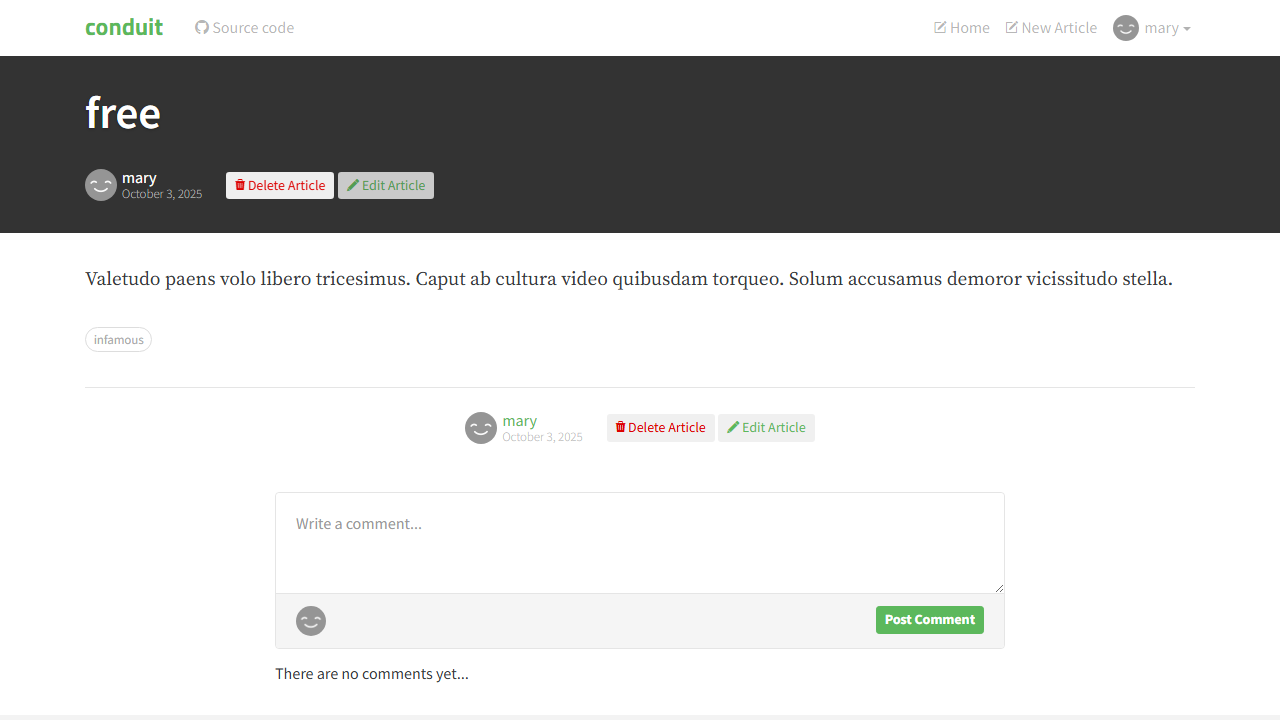 conduit
Source code
Home
New Article
mary
free
mary
October 3, 2025
Delete Article
Edit Article
Valetudo paens volo libero tricesimus. Caput ab cultura video quibusdam torqueo. Solum accusamus demoror vicissitudo stella.
infamous
mary
October 3, 2025
Delete Article
Edit Article
Write a comment...
Post Comment
There are no comments yet...